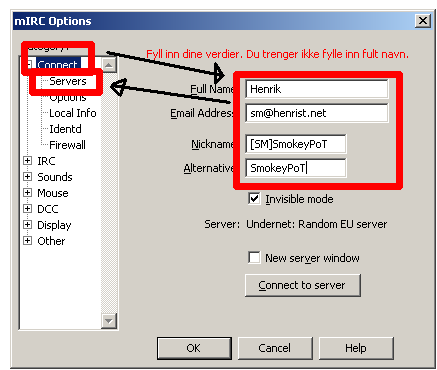 mIRC Options
Category:
Fyll inn dine verdier. Du trenger ikke fylle inn fult navn.
Connect
Servers
Options
Local Info
Identd
Firewall
IRC
Sounds
Mouse
DCC
Display
Other
Full Name: Henrik
Email Address: sm@henrist.net
Nickname: [SM]SmokeyPoT
Alternative: SmokeyPoT
Invisible mode
Server: Undernet: Random EU server
New server window
Connect to server
OK Cancel Help